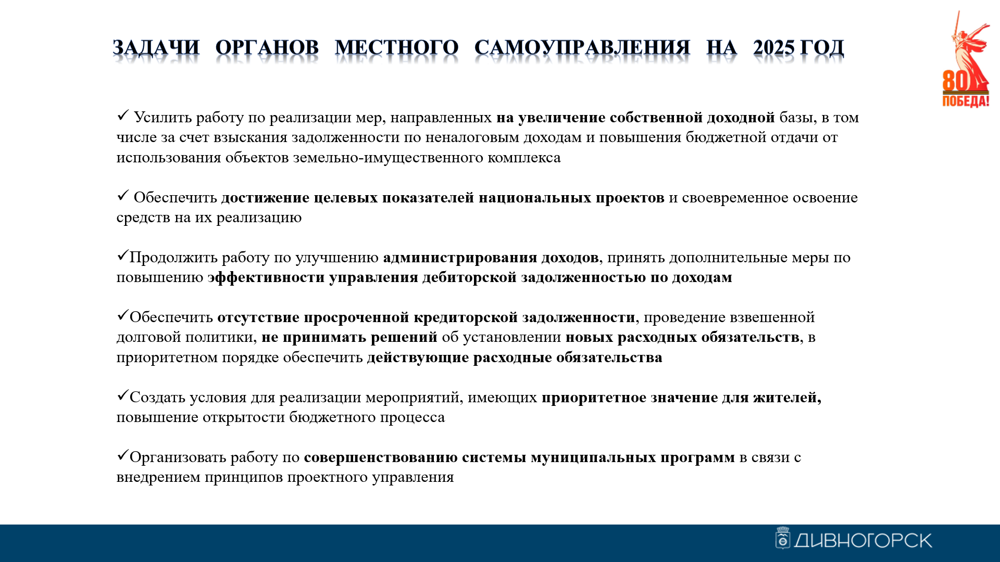 ЗАДАЧИ ОРГАНОВ МЕСТНОГО САМОУПРАВЛЕНИЯ НА 2025 ГОД
80
ПОБЕДА!
✓ Усилить работу по реализации мер, направленных на увеличение собственной доходной базы, в том
числе за счет взыскания задолженности по неналоговым доходам и повышения бюджетной отдачи от
использования объектов земельно-имущественного комплекса
✓ Обеспечить достижение целевых показателей национальных проектов и своевременное освоение
средств на их реализацию
✓Продолжить работу по улучшению администрирования доходов, принять дополнительные меры по
повышению эффективности управления дебиторской задолженностью по доходам
✓Обеспечить отсутствие просроченной кредиторской задолженности, проведение взвешенной
долговой политики, не принимать решений об установлении новых расходных обязательств, в
приоритетном порядке обеспечить действующие расходные обязательства
✓Создать условия для реализации мероприятий, имеющих приоритетное значение для жителей,
повышение открытости бюджетного процесса
✓Организовать работу по совершенствованию системы муниципальных программ в связи с
внедрением принципов проектного управления
ДИВНОГОРСК